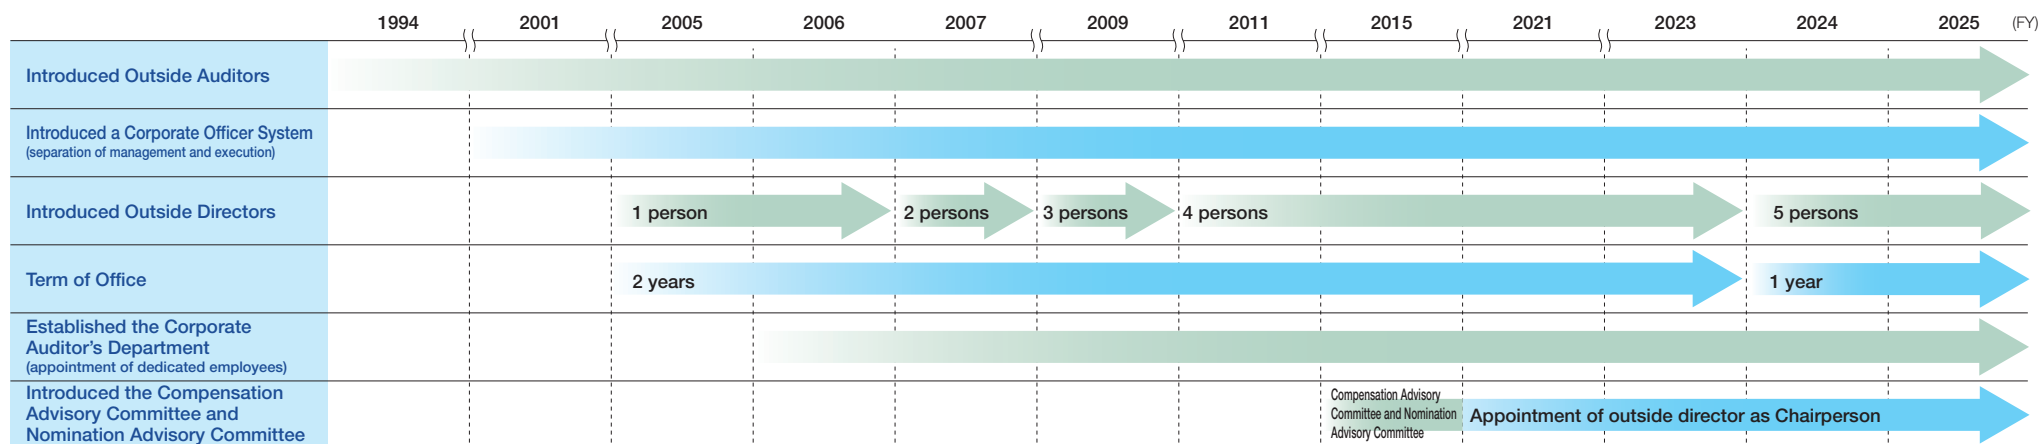 1994 2001 2005 2006 2007 2009 2011 2015 2021 2023 2024 2025 (FY)
Introduced Outside Auditors
Introduced a Corporate Officer System
(separation of management and execution)
Introduced Outside Directors
1 person 2 persons 3 persons 4 persons 5 persons
Term of Office
2 years 1 year
Established the Corporate
Auditor’s Department
(appointment of dedicated employees)
Introduced the Compensation
Advisory Committee and
Nomination Advisory Committee
Compensation Advisory
Committee and Nomination
Advisory Committee
Appointment of outside director as Chairperson